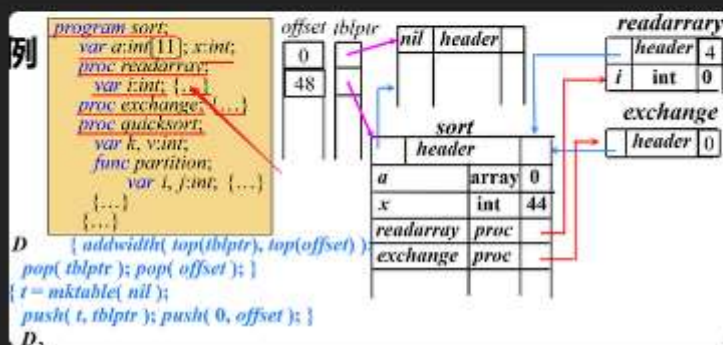 例
program sort;
var a:int[11]; x:int;
proc readarray;
var i:int; {…}
proc exchange; {…}
proc quicksort;
var k, v:int;
func partition;
var i, j:int; {…}
{…}
{…}
offset tblptr
0
48
nil header
sort
header
a array 0
x int 44
readarray proc
exchange proc
readarrary
header 4
i int 0
exchange
header 0
D { addwidth( top(tblptr), top(offset) );
pop( tblptr ); pop( offset ); }
{ t = mktable( nil );
push( t, tblptr ); push( 0, offset ); }
D